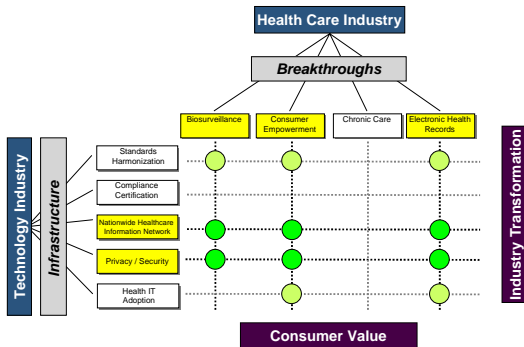 Health Care Industry
Breakthroughs
Biosurveillance
Consumer
Empowerment
Chronic Care
Electronic Health
Records
Technology Industry
Infrastructure
Standards
Harmonization
Compliance
Certification
Nationwide Healthcare
Information Network
Privacy / Security
Health IT
Adoption
Industry Transformation
Consumer Value